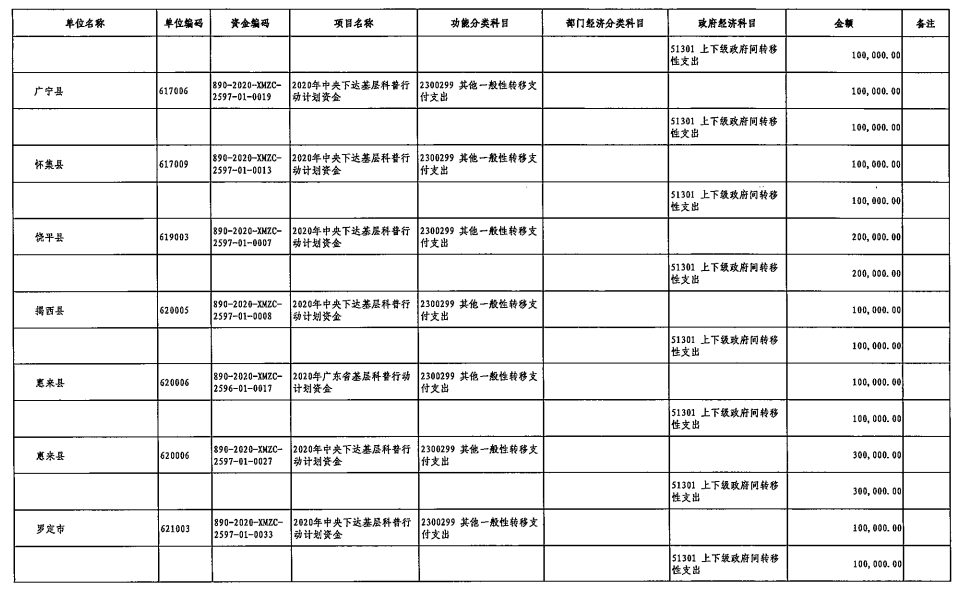 单位名称 单位编码 资金编码 项目名称 功能分类科目 部门经济分类科目 政府经济科目 金额 备注
51301 上下级政府间转移
性支出
100,000.00
广宁县 617006 890-2020-XMZC-
2597-01-0019 2020年中央下达基层科普行
动计划资金 2300299 其他一般性转移支
付支出 100,000.00
51301 上下级政府间转移
性支出
100,000.00
怀集县 617009 890-2020-XMZC-
2597-01-0013 2020年中央下达基层科普行
动计划资金 2300299 其他一般性转移支
付支出 100,000.00
51301 上下级政府间转移
性支出
100,000.00
饶平县 619003 890-2020-XMZC-
2597-01-0007 2020年中央下达基层科普行
动计划资金 2300299 其他一般性转移支
付支出 200,000.00
51301 上下级政府间转移
性支出
200,000.00
揭西县 620005 890-2020-XMZC-
2597-01-0008 2020年中央下达基层科普行
动计划资金 2300299 其他一般性转移支
付支出 100,000.00
51301 上下级政府间转移
性支出
100,000.00
惠来县 620006 890-2020-XMZC-
2596-01-0017 2020年广东省基层科普行动
计划资金 2300299 其他一般性转移支
付支出 100,000.00
51301 上下级政府间转移
性支出
100,000.00
惠来县 620006 890-2020-XMZC-
2597-01-0027 2020年中央下达基层科普行
动计划资金 2300299 其他一般性转移支
付支出 300,000.00
51301 上下级政府间转移
性支出
300,000.00
罗定市 621003 890-2020-XMZC-
2597-01-0033 2020年中央下达基层科普行
动计划资金 2300299 其他一般性转移支
付支出 100,000.00
51301 上下级政府间转移
性支出
100,000.00